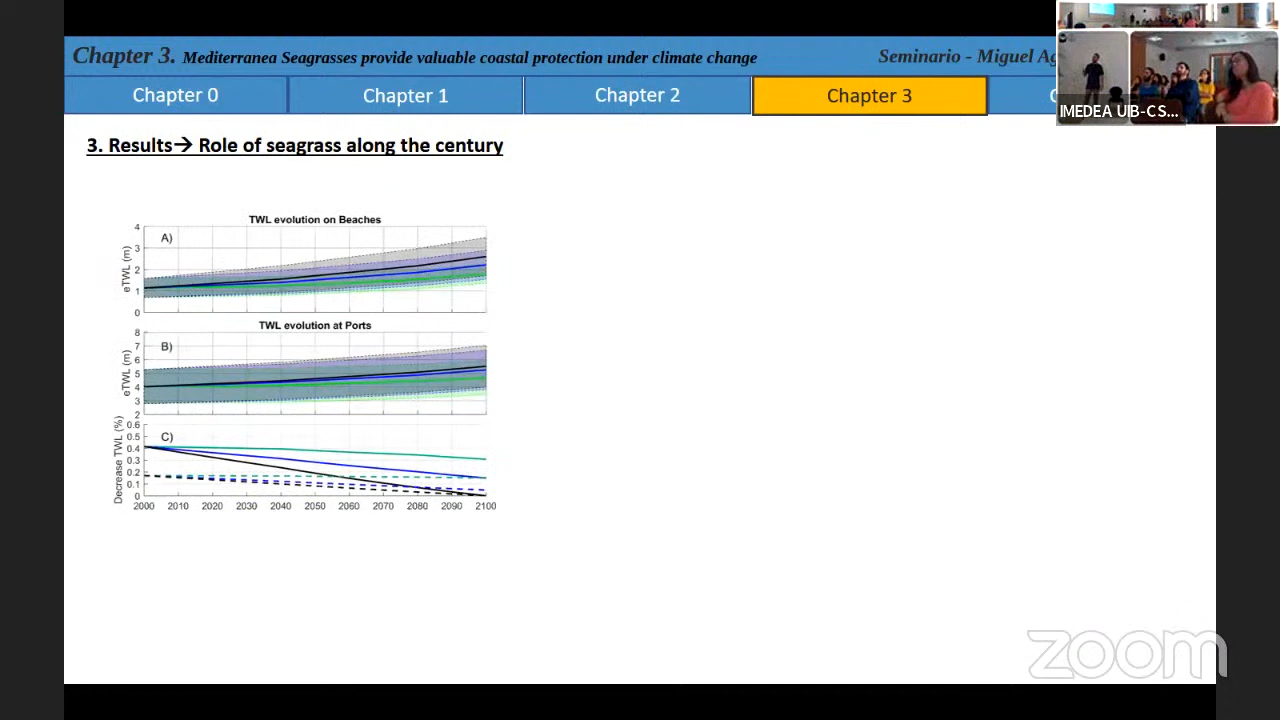 Chapter 3. Mediterranea Seagrasses provide valuable coastal protection under climate change
Seminario - Miguel Ag
Chapter 0
Chapter 1
Chapter 2
Chapter 3
IMEDEA UIB-CS...
3. Results→ Role of seagrass along the century
TWL evolution on Beaches
A)
eTWL (m)
4
3
2
1
0
TWL evolution at Ports
B)
eTWL (m)
8
7
6
5
4
3
2
C)
Decrease TWL (%)
0.6
0.5
0.4
0.3
0.2
0.1
0
2000 2010 2020 2030 2040 2050 2060 2070 2080 2090 2100
zoom